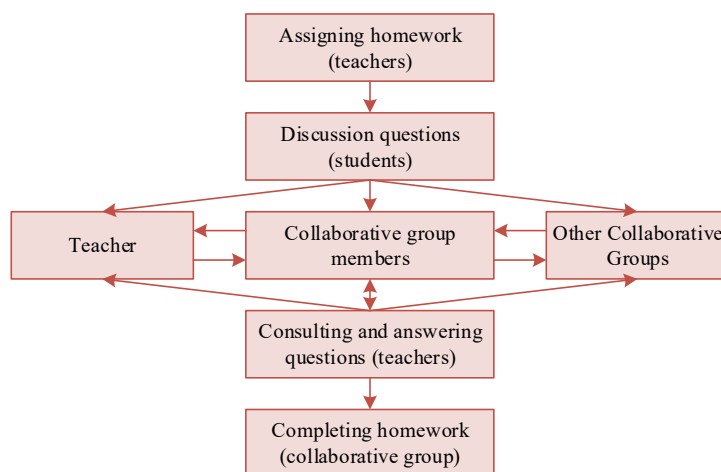 Assigning homework
(teachers)
Discussion questions
(students)
Teacher
Collaborative group
members
Other Collaborative
Groups
Consulting and answering
questions (teachers)
Completing homework
(collaborative group)